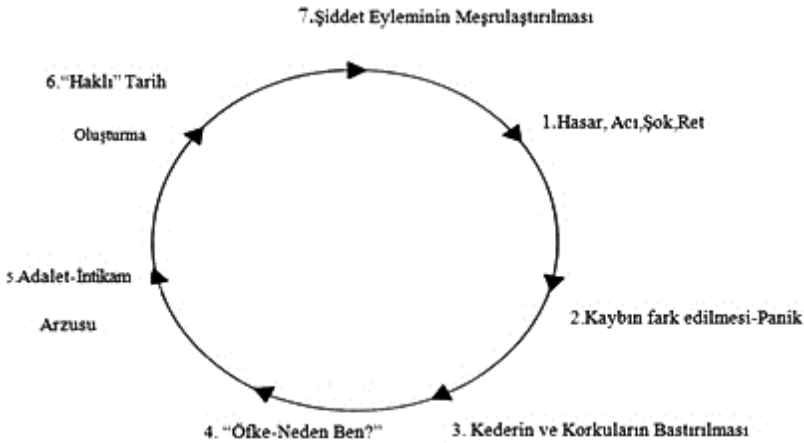 7.Şiddet Eyleminin Meşrulaştırılması
6."Haklı" Tarih
Oluşturma
1.Hasar, Acı,Şok,Ret
5.Adalet-İntikam
Arzusu
2.Kaybın fark edilmesi-Panik
4. "Öfke-Neden Ben?"
3. Kederin ve Korkuların Bastırılması